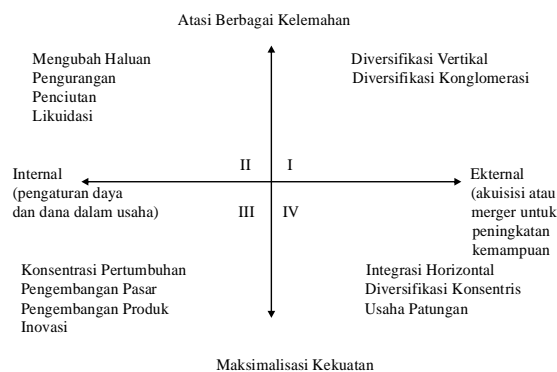 Atasi Berbagai Kelemahan
Mengubah Haluan
Pengurangan
Penciutan
Likuidasi
Diversifikasi Vertikal
Diversifikasi Konglomerasi
II
I
Internal
(pengaturan daya
dan dana dalam usaha)
Ekternal
(akuisisi atau
merger untuk
peningkatan
kemampuan
III
IV
Konsentrasi Pertumbuhan
Pengembangan Pasar
Pengembangan Produk
Inovasi
Integrasi Horizontal
Diversifikasi Konsentris
Usaha Patungan
Maksimalisasi Kekuatan